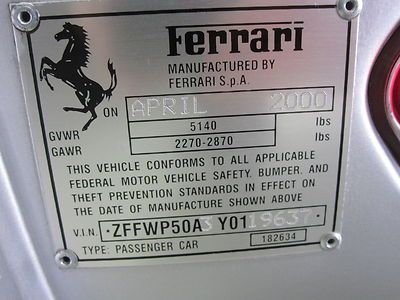 Ferrari
MANUFACTURED BY
FERRARI S.p.A.
ON APRIL 2000
GVWR 5140 lbs
GAWR 2270-2870 lbs
THIS VEHICLE CONFORMS TO ALL APPLICABLE
FEDERAL MOTOR VEHICLE SAFETY, BUMPER, AND
THEFT PREVENTION STANDARDS IN EFFECT ON
THE DATE OF MANUFACTURE SHOWN ABOVE
V.I.N. ·ZFFWP50A3 Y0119637·
TYPE: PASSENGER CAR 182634